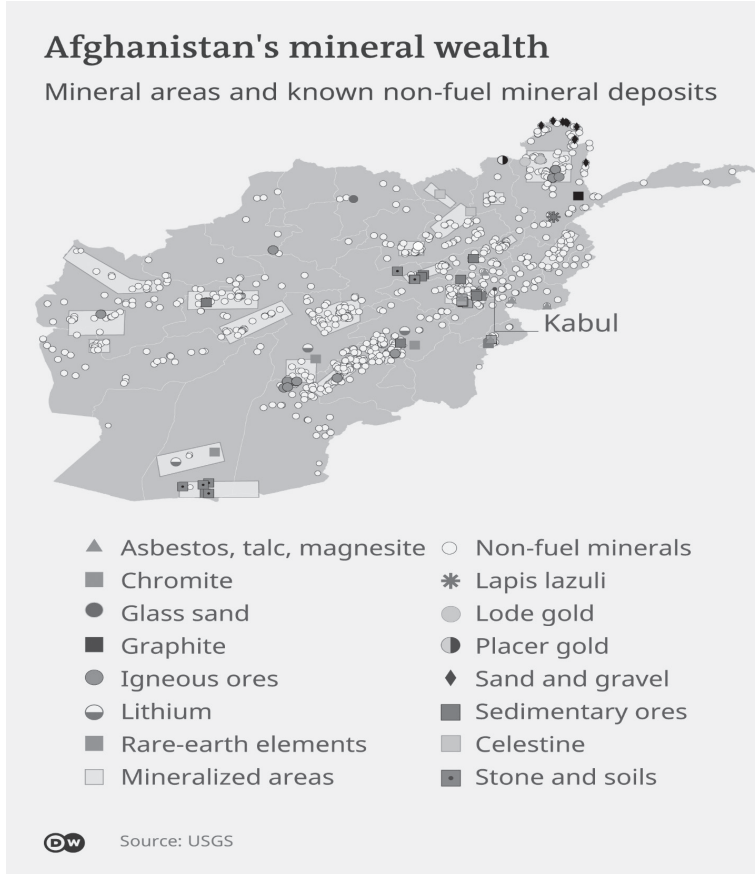 Afghanistan's mineral wealth
Mineral areas and known non-fuel mineral deposits
Kabul
Asbestos, talc, magnesite
Chromite
Glass sand
Graphite
Igneous ores
Lithium
Rare-earth elements
Mineralized areas
Non-fuel minerals
Lapis lazuli
Lode gold
Placer gold
Sand and gravel
Sedimentary ores
Celestine
Stone and soils
DW
Source: USGS